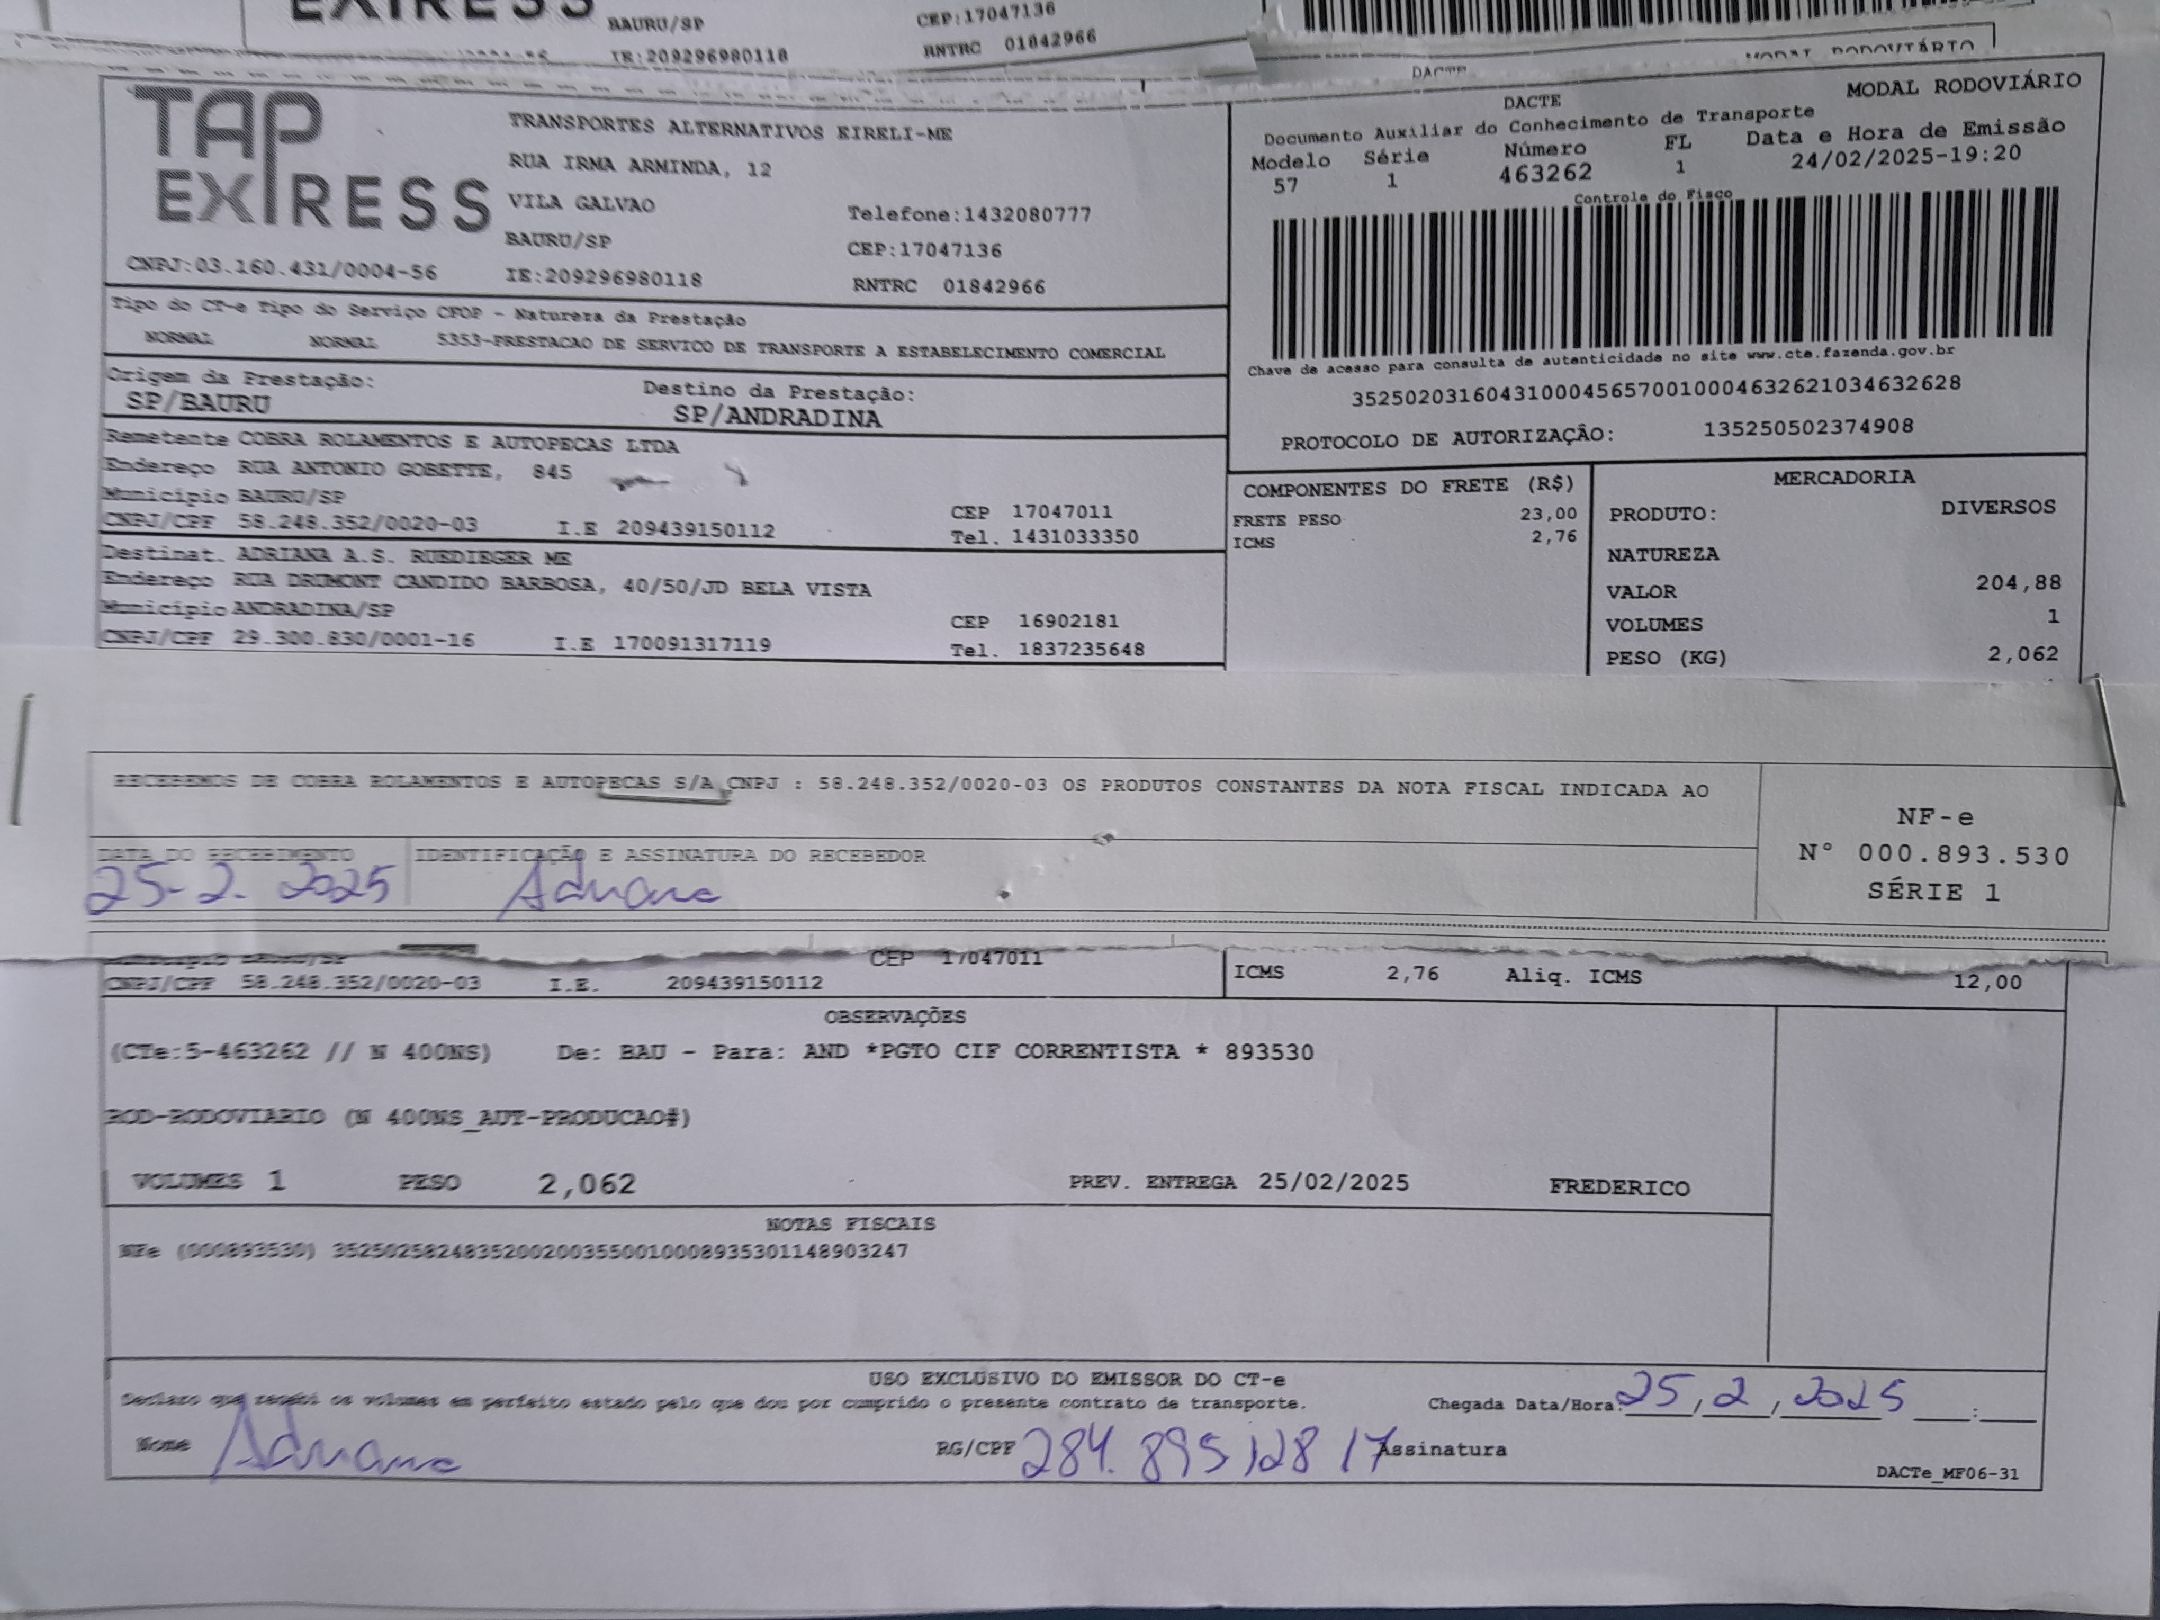 EXPRESS
BAURU/SP
CEP:17047136
IE:209296980118
RNTRC 01842966
MODAL RODOVIÁRIO
DACTE
TAP
EXPRESS
CNPJ:03.160.431/0004-56
TRANSPORTES ALTERNATIVOS EIRELI-ME
RUA IRMA ARMINDA, 12
VILA GALVAO
Telefone:1432080777
BAURU/SP
CEP:17047136
IE:209296980118
RNTRC 01842966
DACTE
MODAL RODOVIÁRIO
Documento Auxiliar do Conhecimento de Transporte
Modelo Série Número FL Data e Hora de Emissão
57 1 463262 1 24/02/2025-19:20
Controle do Fisco
Chave de acesso para consulta de autenticidade no site www.cte.fazenda.gov.br
35250203160431000456570010004632621034632628
PROTOCOLO DE AUTORIZAÇÃO: 135250502374908
Tipo do CT-e Tipo do Serviço CFOP - Natureza da Prestação
NORMAL NORMAL 5353-PRESTACAO DE SERVICO DE TRANSPORTE A ESTABELECIMENTO COMERCIAL
Origem da Prestação: Destino da Prestação:
SP/BAURU SP/ANDRADINA
Remetente COBRA ROLAMENTOS E AUTOPECAS LTDA
Endereço RUA ANTONIO GOBETTE, 845
Município BAURU/SP CEP 17047011
CNPJ/CPF 58.248.352/0020-03 I.E 209439150112 Tel. 1431033350
Destinat. ADRIANA A.S. RUEDIEGER ME
Endereço RUA DRUMONT CANDIDO BARBOSA, 40/50/JD BELA VISTA
Município ANDRADINA/SP CEP 16902181
CNPJ/CPF 29.300.830/0001-16 I.E 170091317119 Tel. 1837235648
COMPONENTES DO FRETE (R$)
FRETE PESO 23,00
ICMS 2,76
MERCADORIA
PRODUTO: DIVERSOS
NATUREZA
VALOR 204,88
VOLUMES 1
PESO (KG) 2,062
RECEBEMOS DE COBRA ROLAMENTOS E AUTOPECAS S/A CNPJ : 58.248.352/0020-03 OS PRODUTOS CONSTANTES DA NOTA FISCAL INDICADA AO
NF-e
Nº 000.893.530
SÉRIE 1
DATA DO RECEBIMENTO IDENTIFICAÇÃO E ASSINATURA DO RECEBEDOR
25-2. 2025 Adriana
Município BAURU/SP CEP 17047011
CNPJ/CPF 58.248.352/0020-03 I.E. 209439150112 ICMS 2,76 Aliq. ICMS 12,00
OBSERVAÇÕES
(CTe:5-463262 // N 400NS) De: BAU - Para: AND *PGTO CIF CORRENTISTA * 893530
ROD-RODOVIARIO (N 400NS_AUT-PRODUCAO#)
VOLUMES 1 PESO 2,062 PREV. ENTREGA 25/02/2025 FREDERICO
NOTAS FISCAIS
NFe (000893530) 35250258248352002003550010008935301148903247
USO EXCLUSIVO DO EMISSOR DO CT-e
Declaro que recebi os volumes em perfeito estado pelo que dou por cumprido o presente contrato de transporte.
Chegada Data/Hora: 25/2/2025 ___:___
Nome Adriana RG/CPF 284.895 128 17 Assinatura
DACTe_MF06-31